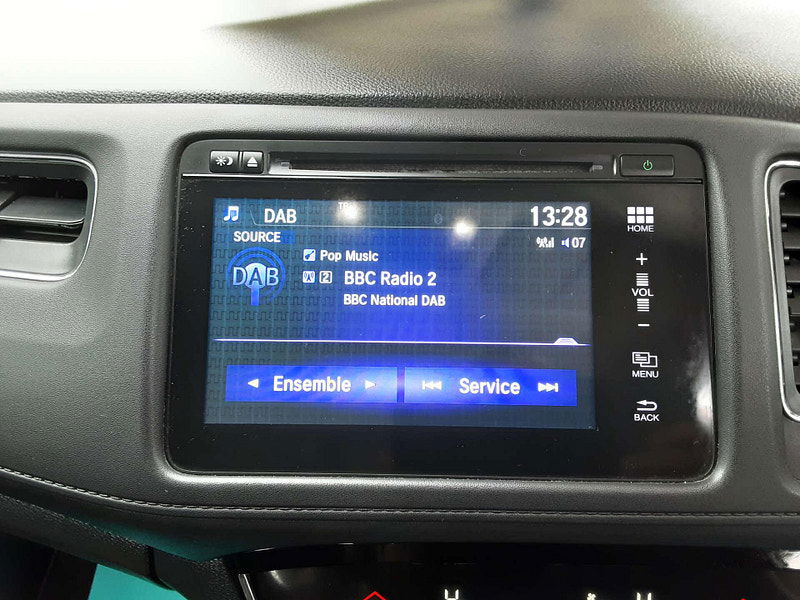 DAB
13:28
SOURCE
07
Pop Music
DAB
2
BBC Radio 2
BBC National DAB
Ensemble
Service
HOME
+
VOL
−
MENU
BACK